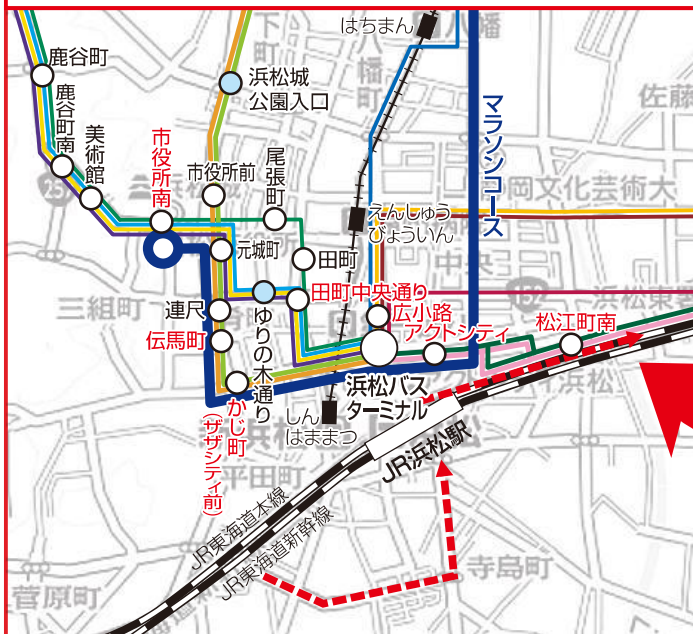 はちまん
八幡
八幡町
下町
鹿谷町
浜松城
公園入口
佐藤
鹿谷町南
美術館
市役所南
市役所前
尾張町
マラソンコース
岡文化芸術大
えんしゅう
びょういん
元城町
田町
中央
152
三組町
連尺
伝馬町
ゆりの木通り
田町中央通り
広小路
アクトシティ
松江町南
浜松東
浜松バス
ターミナル
かじ町
(ザザシティ前)
しん
はままつ
平田町
JR浜松駅
JR東海道本線
JR東海道新幹線
寺島町
菅原町